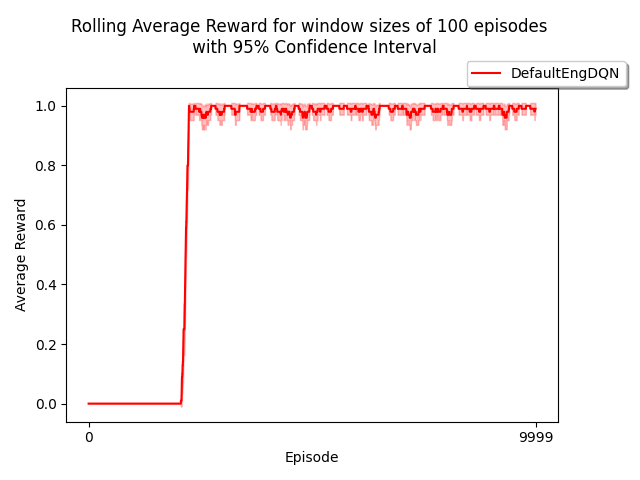 Rolling Average Reward for window sizes of 100 episodes
with 95% Confidence Interval
DefaultEngDQN
1.0
0.8
0.6
0.4
0.2
0.0
Average Reward
0
9999
Episode